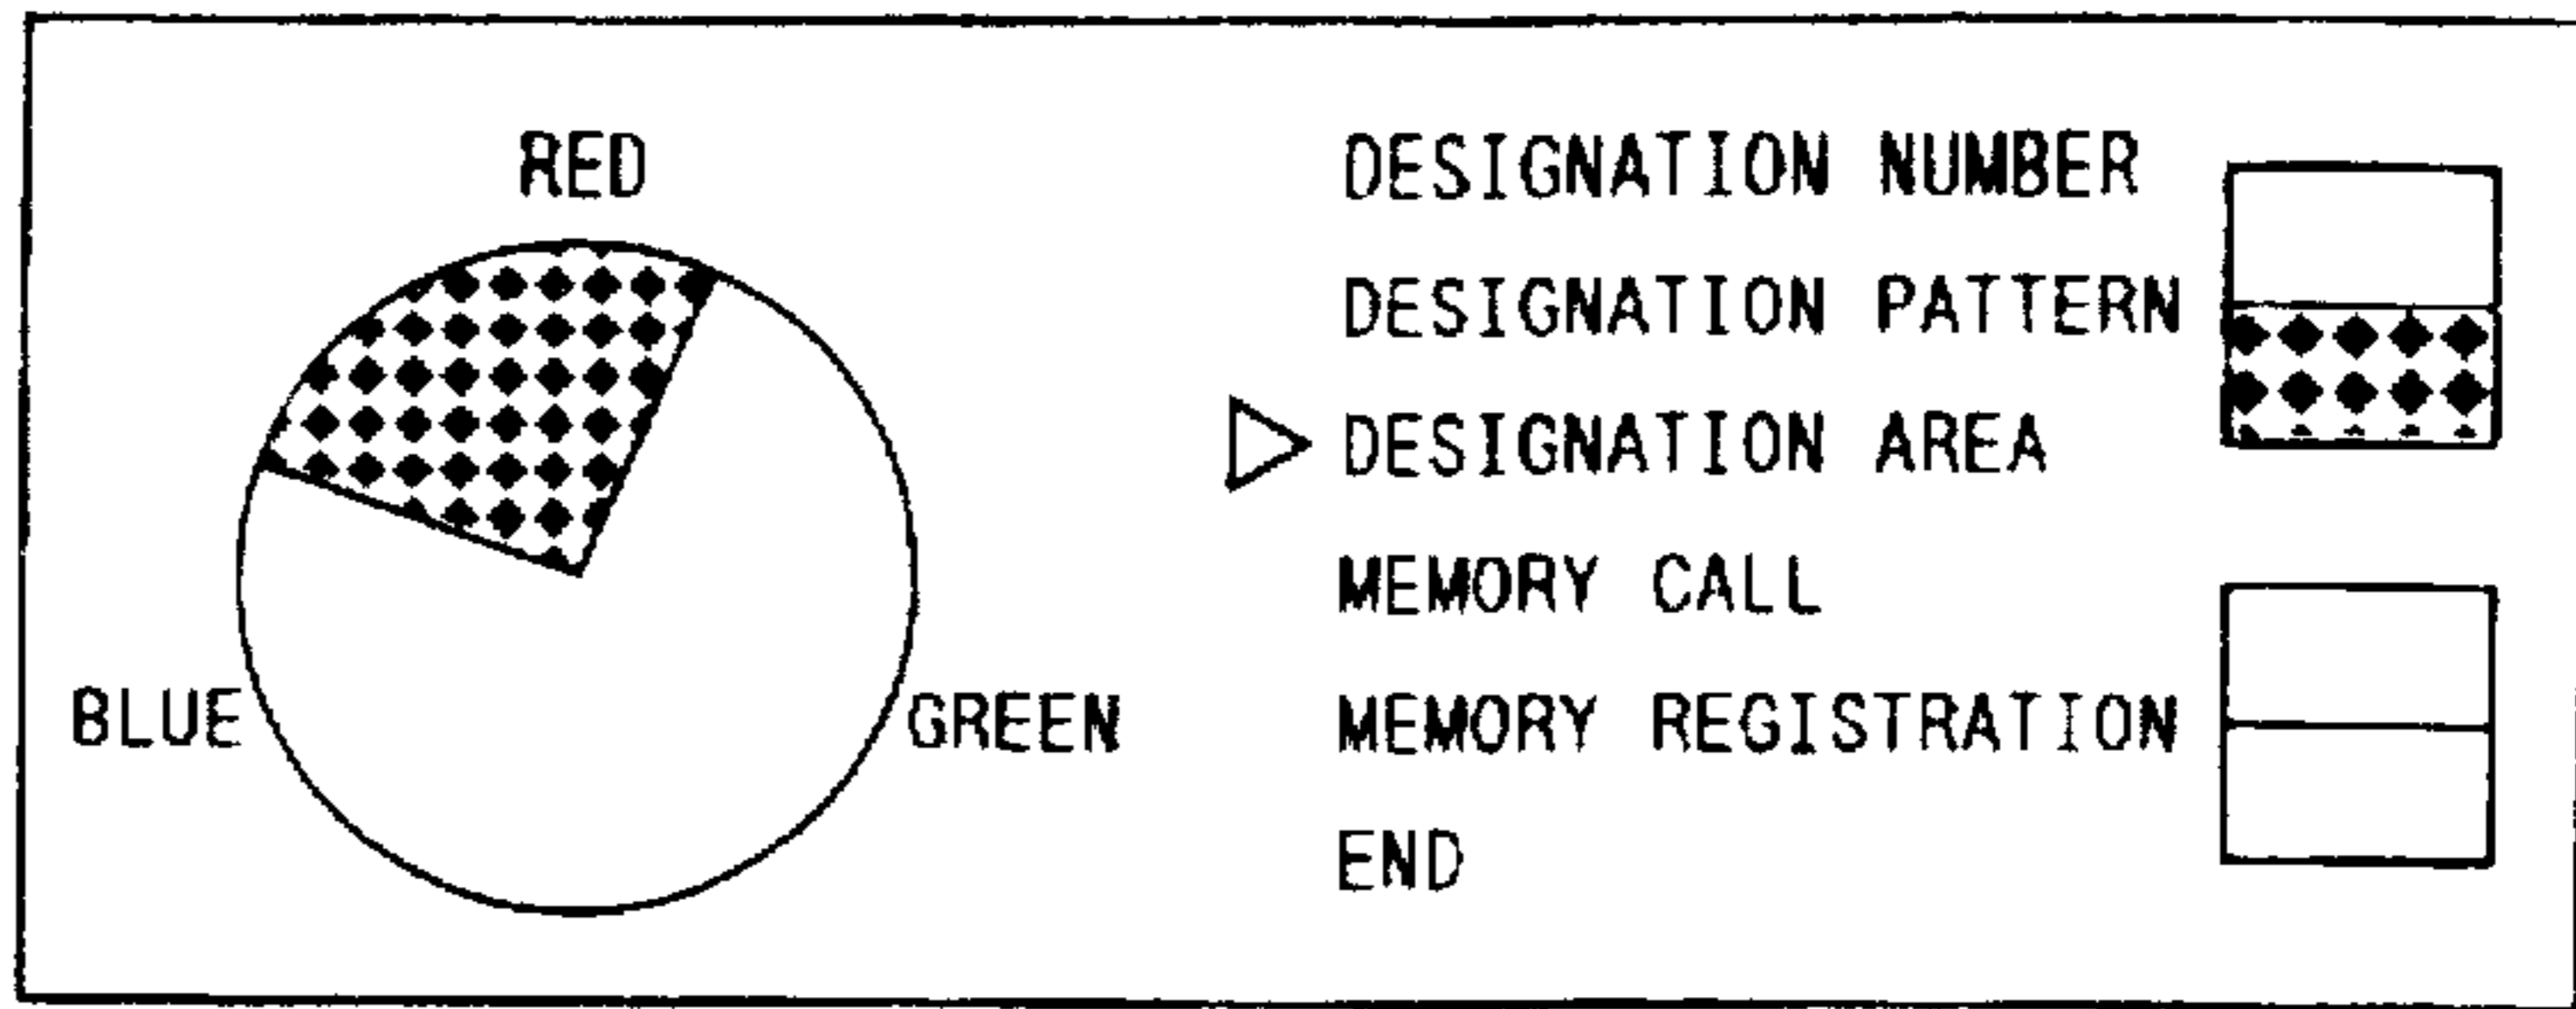 RED
BLUE
GREEN
DESIGNATION NUMBER
DESIGNATION PATTERN
DESIGNATION AREA
MEMORY CALL
MEMORY REGISTRATION
END